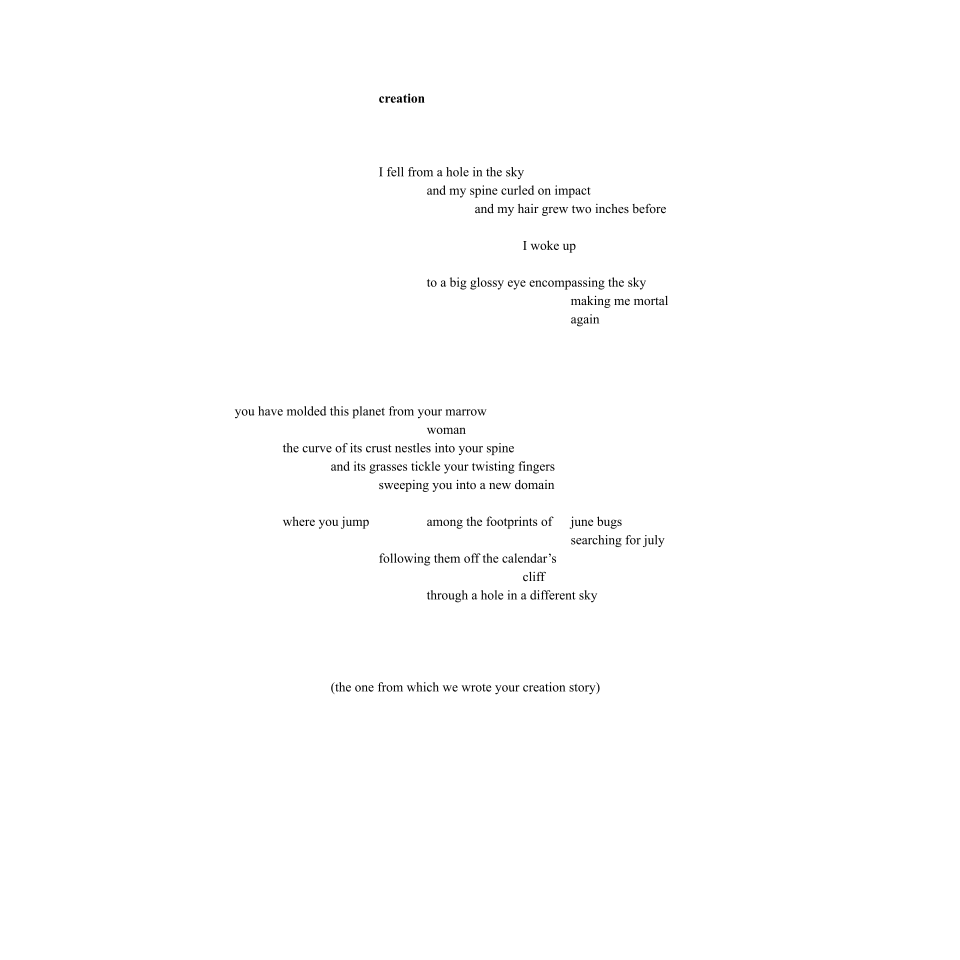 creation
I fell from a hole in the sky
and my spine curled on impact
and my hair grew two inches before
I woke up
to a big glossy eye encompassing the sky
making me mortal
again
you have molded this planet from your marrow
woman
the curve of its crust nestles into your spine
and its grasses tickle your twisting fingers
sweeping you into a new domain
where you jump among the footprints of june bugs
searching for july
following them off the calendar’s
cliff
through a hole in a different sky
(the one from which we wrote your creation story)